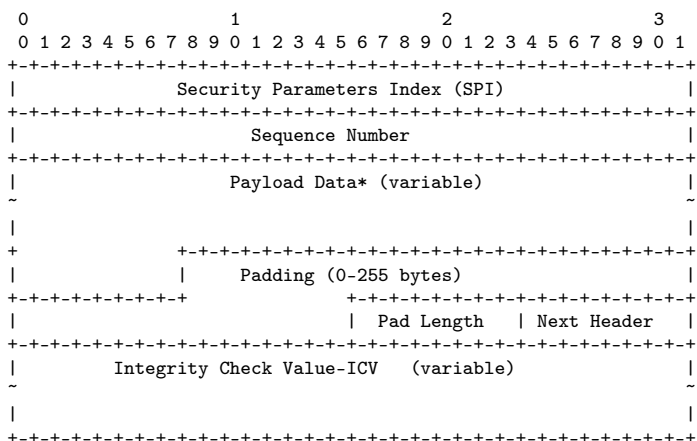 0                   1                   2                   3
0 1 2 3 4 5 6 7 8 9 0 1 2 3 4 5 6 7 8 9 0 1 2 3 4 5 6 7 8 9 0 1
+-+-+-+-+-+-+-+-+-+-+-+-+-+-+-+-+-+-+-+-+-+-+-+-+-+-+-+-+-+-+-+-+
| Security Parameters Index (SPI) |
+-+-+-+-+-+-+-+-+-+-+-+-+-+-+-+-+-+-+-+-+-+-+-+-+-+-+-+-+-+-+-+-+
| Sequence Number |
+-+-+-+-+-+-+-+-+-+-+-+-+-+-+-+-+-+-+-+-+-+-+-+-+-+-+-+-+-+-+-+-+
| Payload Data* (variable) |
~ ~
| |
+ +-+-+-+-+-+-+-+-+-+-+-+-+-+-+-+-+-+-+-+-+-+-+-+-+
| | Padding (0-255 bytes) |
+-+-+-+-+-+-+-+-+ +-+-+-+-+-+-+-+-+-+-+-+-+-+-+-+-+
| | Pad Length | Next Header |
+-+-+-+-+-+-+-+-+-+-+-+-+-+-+-+-+-+-+-+-+-+-+-+-+-+-+-+-+-+-+-+-+
| Integrity Check Value-ICV (variable) |
~ ~
| |
+-+-+-+-+-+-+-+-+-+-+-+-+-+-+-+-+-+-+-+-+-+-+-+-+-+-+-+-+-+-+-+-+